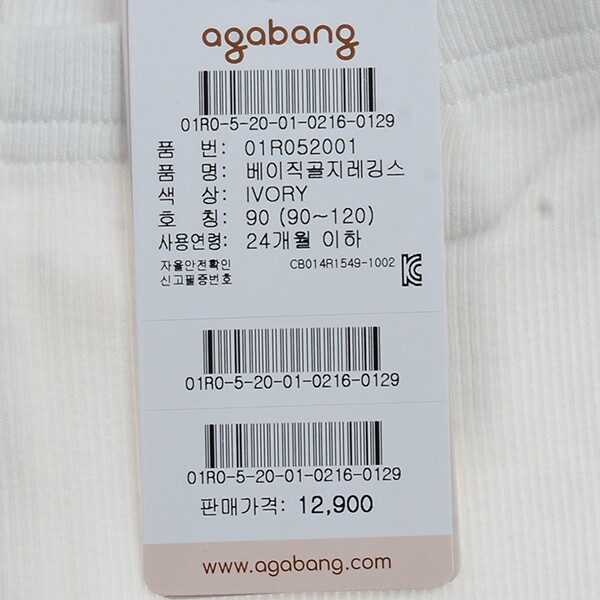 agabang
01R0-5-20-01-0216-0129
품 번: 01R052001
품 명: 베이직골지레깅스
색 상: IVORY
호 칭: 90 (90~120)
사용연령: 24개월 이하
자율안전확인 CB014R1549-1002
신고필증번호
01R0-5-20-01-0216-0129
01R0-5-20-01-0216-0129
판매가격: 12,900
www.agabang.com